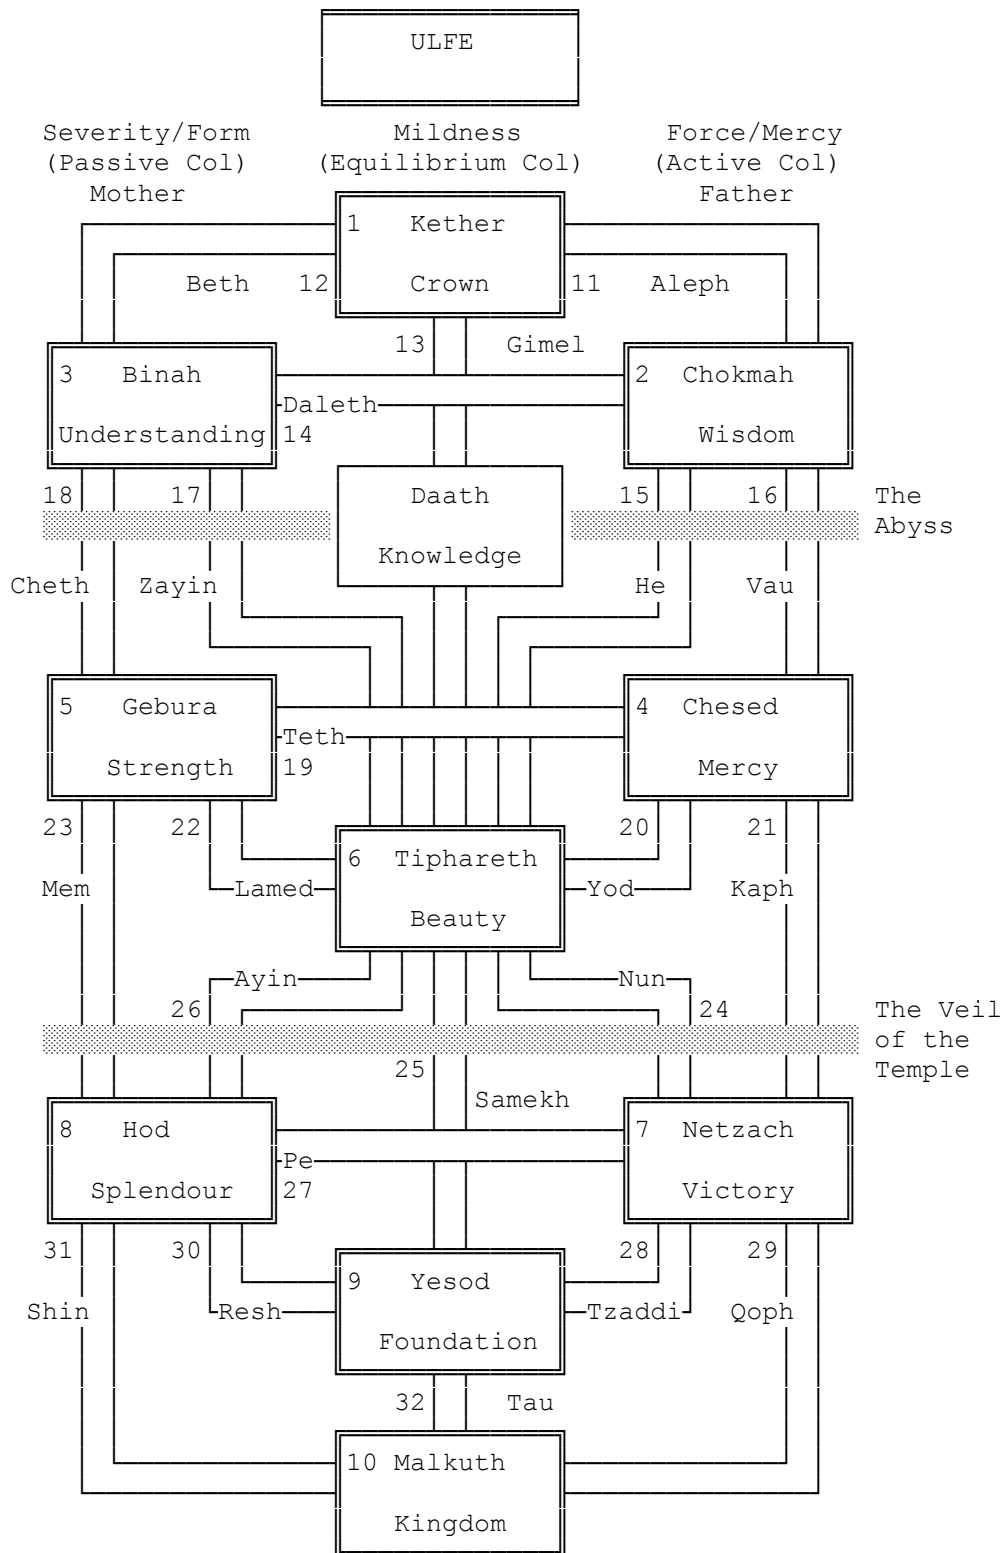 ULFE
Severity/Form Mildness Force/Mercy
(Passive Col) (Equilibrium Col) (Active Col)
Mother Father
1 Kether
Beth 12 Crown 11 Aleph
13 Gimel
3 Binah 2 Chokmah
Daleth
Understanding 14 Wisdom
18 17 Daath 15 16 The
Abyss
Knowledge
Cheth Zayin He Vau
5 Gebura 4 Chesed
Teth
Strength 19 Mercy
23 22 20 21
6 Tiphareth
Mem Lamed Yod Kaph
Beauty
Ayin Nun
26 24 The Veil
of the
25 Temple
Samekh
8 Hod 7 Netzach
Pe
Splendour 27 Victory
31 30 28 29
9 Yesod
Shin Resh Tzaddi Qoph
Foundation
32 Tau
10 Malkuth
Kingdom